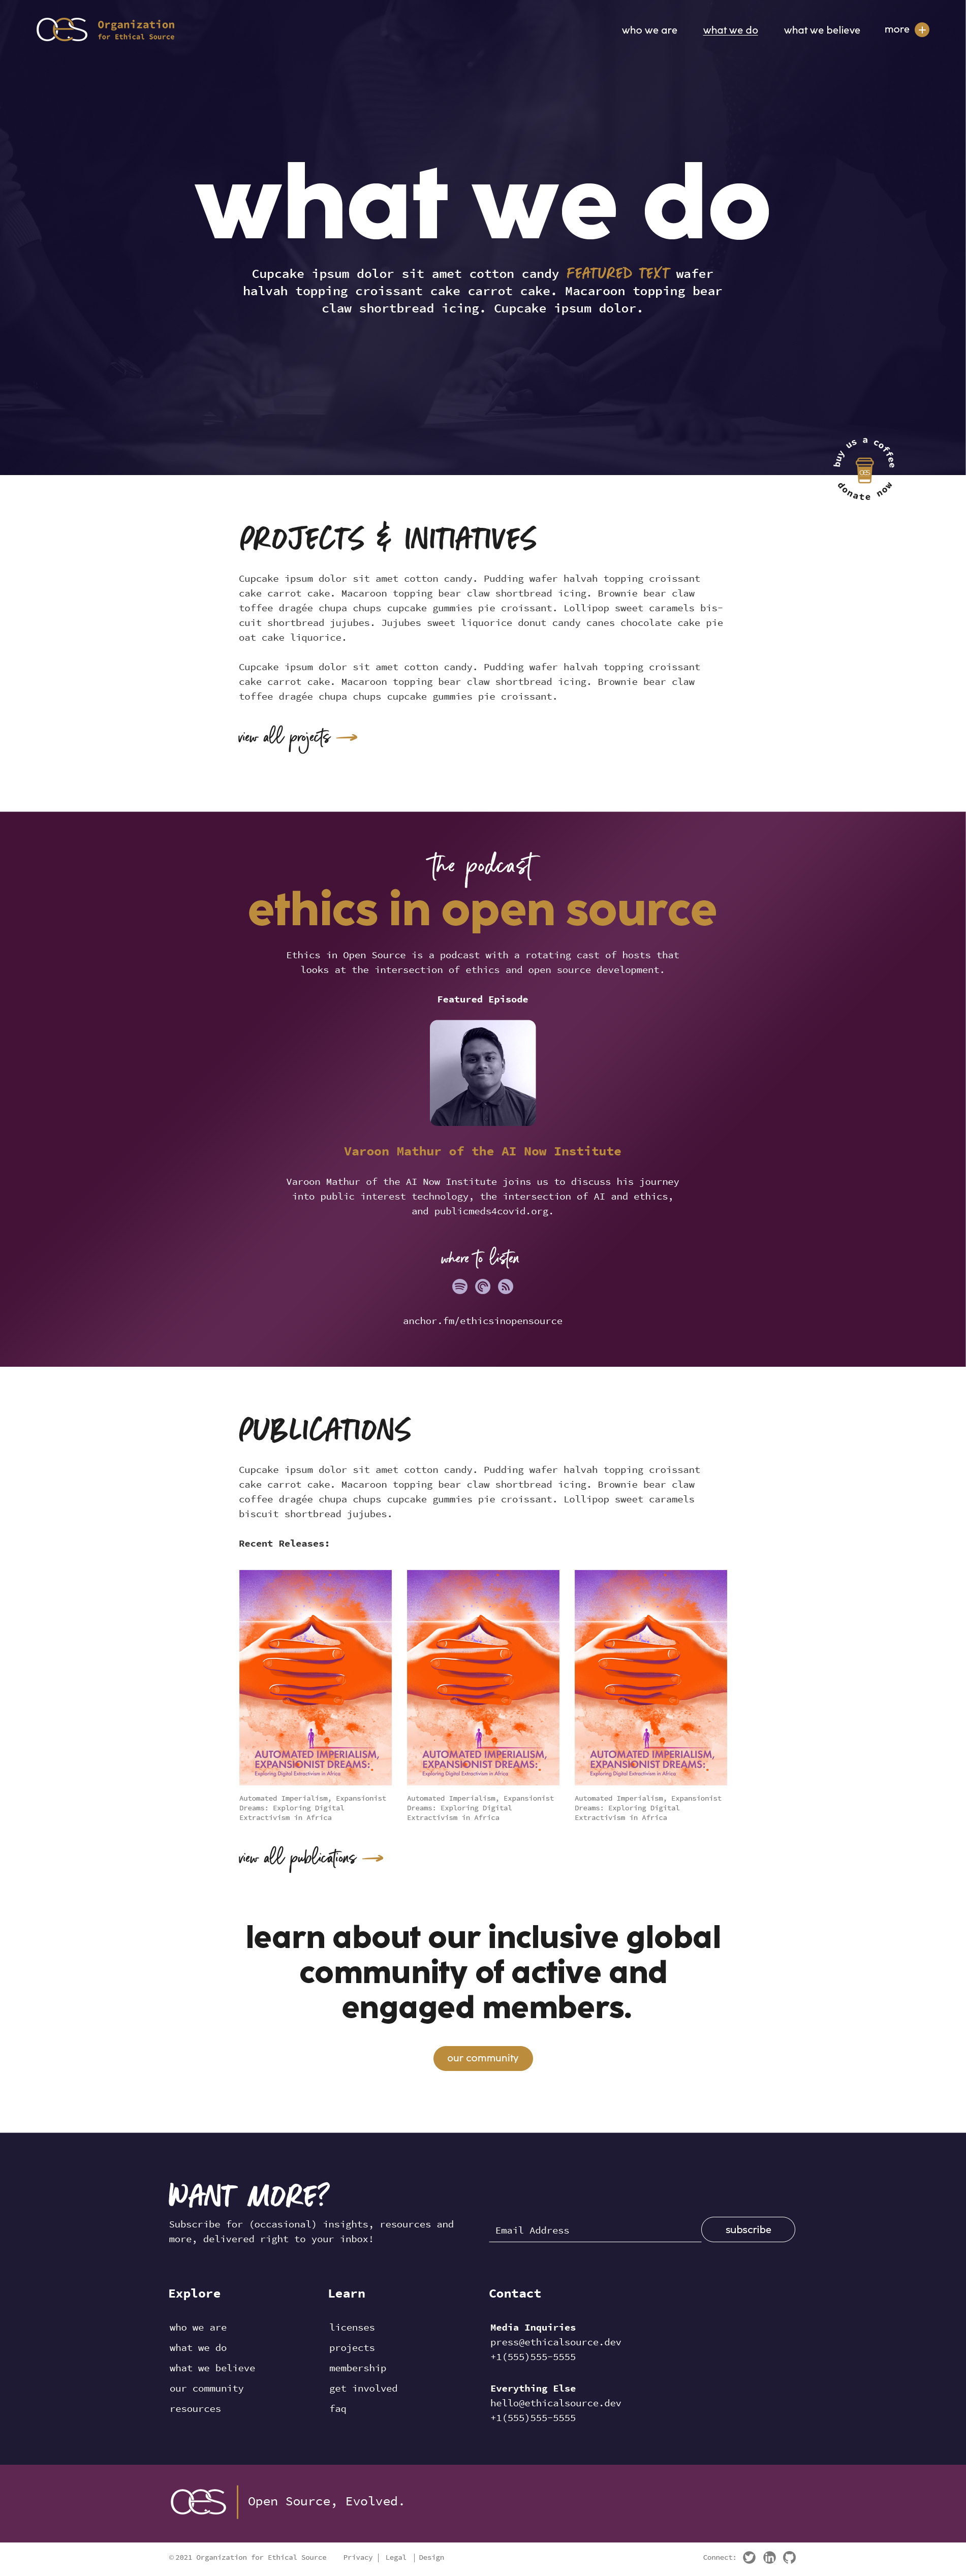 OES Organization
for Ethical Source
who we are what we do what we believe more +
what we do
Cupcake ipsum dolor sit amet cotton candy FEATURED TEXT wafer
halvah topping croissant cake carrot cake. Macaroon topping bear
claw shortbread icing. Cupcake ipsum dolor.
buy us a coffee
OES
donate now
PROJECTS & INITIATIVES
Cupcake ipsum dolor sit amet cotton candy. Pudding wafer halvah topping croissant
cake carrot cake. Macaroon topping bear claw shortbread icing. Brownie bear claw
toffee dragée chupa chups cupcake gummies pie croissant. Lollipop sweet caramels bis-
cuit shortbread jujubes. Jujubes sweet liquorice donut candy canes chocolate cake pie
oat cake liquorice.
Cupcake ipsum dolor sit amet cotton candy. Pudding wafer halvah topping croissant
cake carrot cake. Macaroon topping bear claw shortbread icing. Brownie bear claw
toffee dragée chupa chups cupcake gummies pie croissant.
view all projects
the podcast
ethics in open source
Ethics in Open Source is a podcast with a rotating cast of hosts that
looks at the intersection of ethics and open source development.
Featured Episode
Varoon Mathur of the AI Now Institute
Varoon Mathur of the AI Now Institute joins us to discuss his journey
into public interest technology, the intersection of AI and ethics,
and publicmeds4covid.org.
where to listen
anchor.fm/ethicsinopensource
PUBLICATIONS
Cupcake ipsum dolor sit amet cotton candy. Pudding wafer halvah topping croissant
cake carrot cake. Macaroon topping bear claw shortbread icing. Brownie bear claw
coffee dragée chupa chups cupcake gummies pie croissant. Lollipop sweet caramels
biscuit shortbread jujubes.
Recent Releases:
AUTOMATED IMPERIALISM,
EXPANSIONIST DREAMS:
Exploring Digital Extractivism in Africa
AUTOMATED IMPERIALISM,
EXPANSIONIST DREAMS:
Exploring Digital Extractivism in Africa
AUTOMATED IMPERIALISM,
EXPANSIONIST DREAMS:
Exploring Digital Extractivism in Africa
Automated Imperialism, Expansionist
Dreams: Exploring Digital
Extractivism in Africa
Automated Imperialism, Expansionist
Dreams: Exploring Digital
Extractivism in Africa
Automated Imperialism, Expansionist
Dreams: Exploring Digital
Extractivism in Africa
view all publications
learn about our inclusive global
community of active and
engaged members.
our community
WANT MORE?
Subscribe for (occasional) insights, resources and
more, delivered right to your inbox!
Email Address
subscribe
Explore
who we are
what we do
what we believe
our community
resources
Learn
licenses
projects
membership
get involved
faq
Contact
Media Inquiries
press@ethicalsource.dev
+1(555)555-5555
Everything Else
hello@ethicalsource.dev
+1(555)555-5555
OES | Open Source, Evolved.
© 2021 Organization for Ethical Source Privacy | Legal | Design
Connect: in